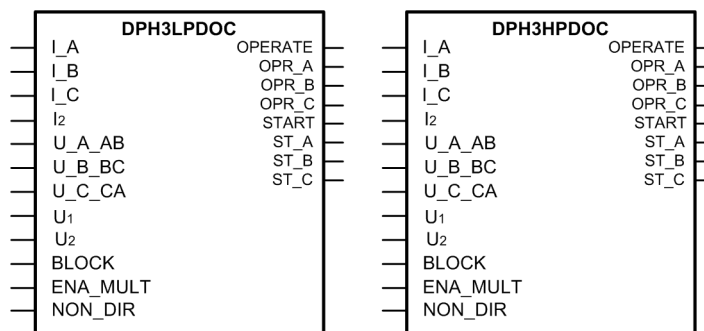 DPH3LPDOC
I_A OPERATE
I_B OPR_A
I_C OPR_B
I2 OPR_C
U_A_AB START
U_B_BC ST_A
U_C_CA ST_B
U1 ST_C
U2
BLOCK
ENA_MULT
NON_DIR
DPH3HPDOC
I_A OPERATE
I_B OPR_A
I_C OPR_B
I2 OPR_C
U_A_AB START
U_B_BC ST_A
U_C_CA ST_B
U1 ST_C
U2
BLOCK
ENA_MULT
NON_DIR